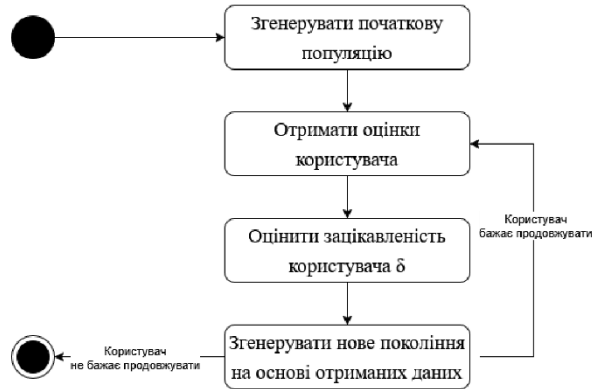 Згенерувати початкову
популяцію
Отримати оцінки
користувача
Користувач
бажає продовжувати
Оцінити зацікавленість
користувача δ
Згенерувати нове покоління
на основі отриманих даних
Користувач
не бажає продовжувати